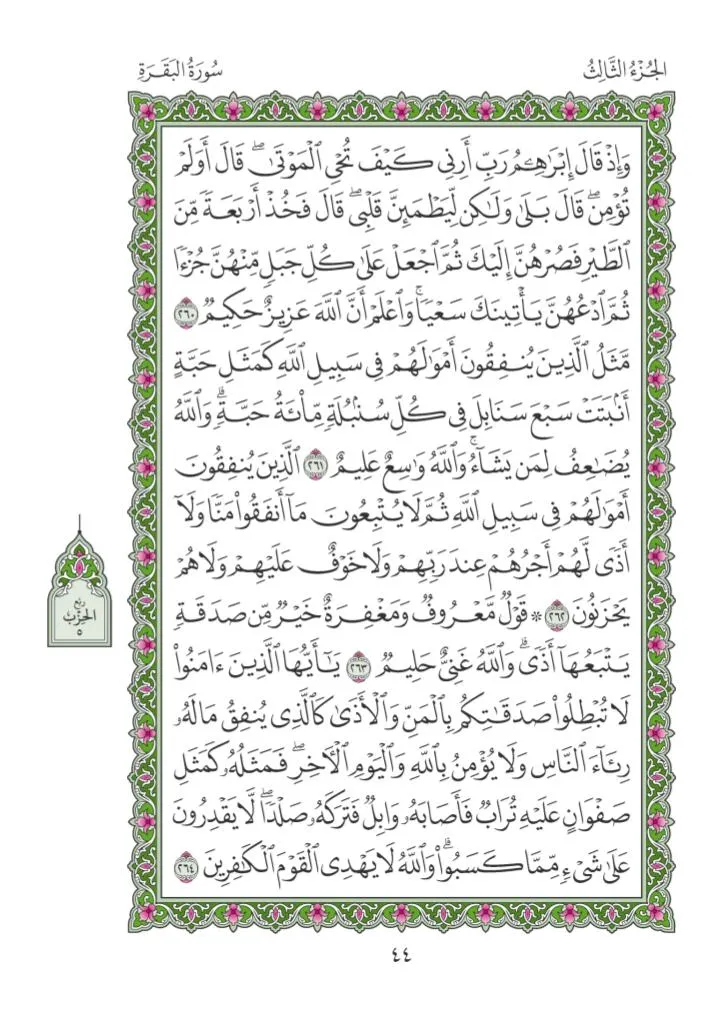 الجُزْءُ الثَّالِثُ
سُورَةُ البَقَرَةِ
وَإِذْ قَالَ إِبْرَٰهِـۧمُ رَبِّ أَرِنِى كَيْفَ تُحْىِ ٱلْمَوْتَىٰ ۖ قَالَ أَوَلَمْ
تُؤْمِن ۖ قَالَ بَلَىٰ وَلَٰكِن لِّيَطْمَئِنَّ قَلْبِى ۖ قَالَ فَخُذْ أَرْبَعَةً مِّنَ
ٱلطَّيْرِ فَصُرْهُنَّ إِلَيْكَ ثُمَّ ٱجْعَلْ عَلَىٰ كُلِّ جَبَلٍ مِّنْهُنَّ جُزْءًا
ثُمَّ ٱدْعُهُنَّ يَأْتِينَكَ سَعْيًا ۚ وَٱعْلَمْ أَنَّ ٱللَّهَ عَزِيزٌ حَكِيمٌ ٢٦٠
مَّثَلُ ٱلَّذِينَ يُنفِقُونَ أَمْوَٰلَهُمْ فِى سَبِيلِ ٱللَّهِ كَمَثَلِ حَبَّةٍ
أَنۢبَتَتْ سَبْعَ سَنَابِلَ فِى كُلِّ سُنۢبُلَةٍ مِّا۟ئَةُ حَبَّةٍ ۗ وَٱللَّهُ
يُضَٰعِفُ لِمَن يَشَآءُ ۗ وَٱللَّهُ وَٰسِعٌ عَلِيمٌ ٢٦١ ٱلَّذِينَ يُنفِقُونَ
أَمْوَٰلَهُمْ فِى سَبِيلِ ٱللَّهِ ثُمَّ لَا يُتْبِعُونَ مَآ أَنفَقُوا۟ مَنًّا وَلَآ
أَذًى لَّهُمْ أَجْرُهُمْ عِندَ رَبِّهِمْ وَلَا خَوْفٌ عَلَيْهِمْ وَلَا هُمْ
يَحْزَنُونَ ٢٦٢ ۞ قَوْلٌ مَّعْرُوفٌ وَمَغْفِرَةٌ خَيْرٌ مِّن صَدَقَةٍ
يَتْبَعُهَآ أَذًى ۗ وَٱللَّهُ غَنِىٌّ حَلِيمٌ ٢٦٣ يَٰٓأَيُّهَا ٱلَّذِينَ ءَامَنُوا۟
لَا تُبْطِلُوا۟ صَدَقَٰتِكُم بِٱلْمَنِّ وَٱلْأَذَىٰ كَٱلَّذِى يُنفِقُ مَالَهُۥ
رِئَآءَ ٱلنَّاسِ وَلَا يُؤْمِنُ بِٱللَّهِ وَٱلْيَوْمِ ٱلْـَٔاخِرِ ۖ فَمَثَلُهُۥ كَمَثَلِ
صَفْوَانٍ عَلَيْهِ تُرَابٌ فَأَصَابَهُۥ وَابِلٌ فَتَرَكَهُۥ صَلْدًا ۖ لَّا يَقْدِرُونَ
عَلَىٰ شَىْءٍ مِّمَّا كَسَبُوا۟ ۗ وَٱللَّهُ لَا يَهْدِى ٱلْقَوْمَ ٱلْكَٰفِرِينَ ٢٦٤
رُبع
الحِزْب
٥
٤٤